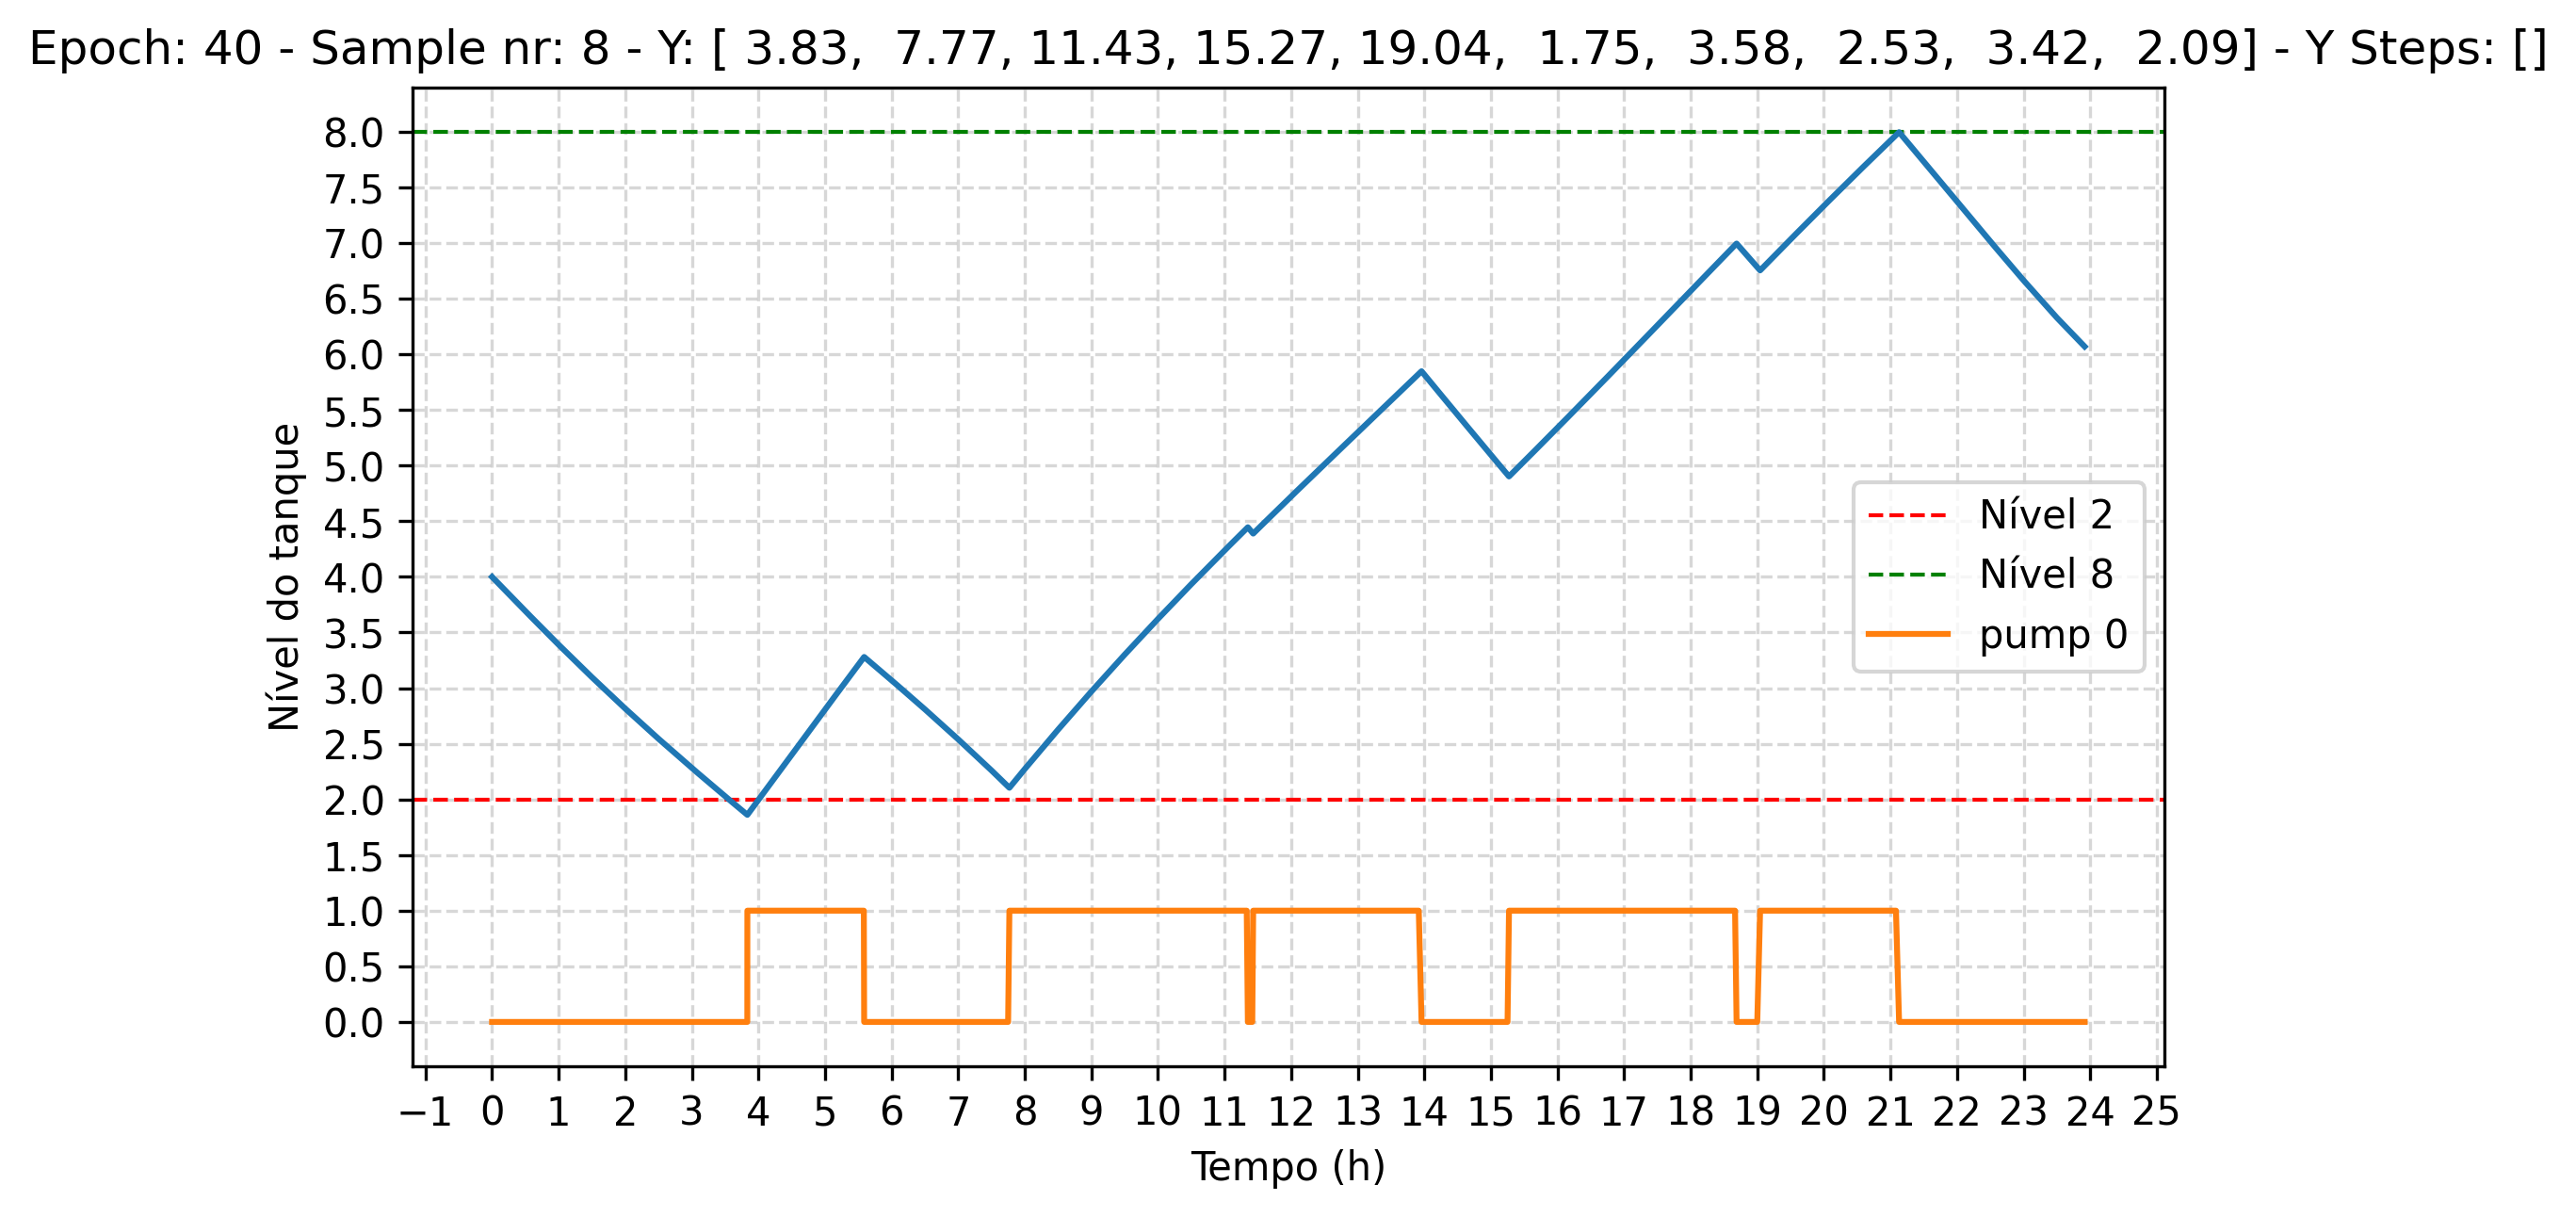 Epoch: 40 - Sample nr: 8 - Y: [ 3.83,  7.77, 11.43, 15.27, 19.04,  1.75,  3.58,  2.53,  3.42,  2.09] - Y Steps: []
8.0
7.5
7.0
6.5
6.0
5.5
5.0
4.5
4.0
3.5
3.0
2.5
2.0
1.5
1.0
0.5
0.0
Nível do tanque
Nível 2
Nível 8
pump 0
−1 0 1 2 3 4 5 6 7 8 9 10 11 12 13 14 15 16 17 18 19 20 21 22 23 24 25
Tempo (h)